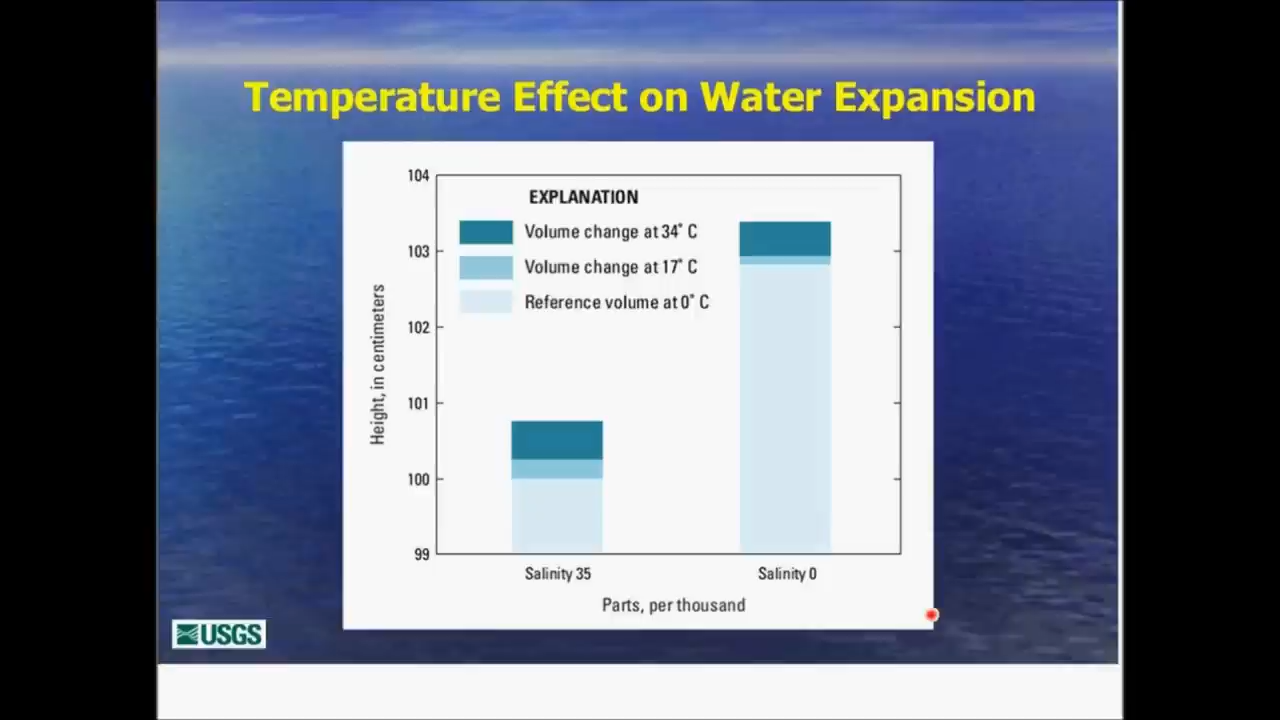 Temperature Effect on Water Expansion
104
103
102
101
100
99
Height, in centimeters
EXPLANATION
Volume change at 34° C
Volume change at 17° C
Reference volume at 0° C
Salinity 35
Salinity 0
Parts, per thousand
USGS